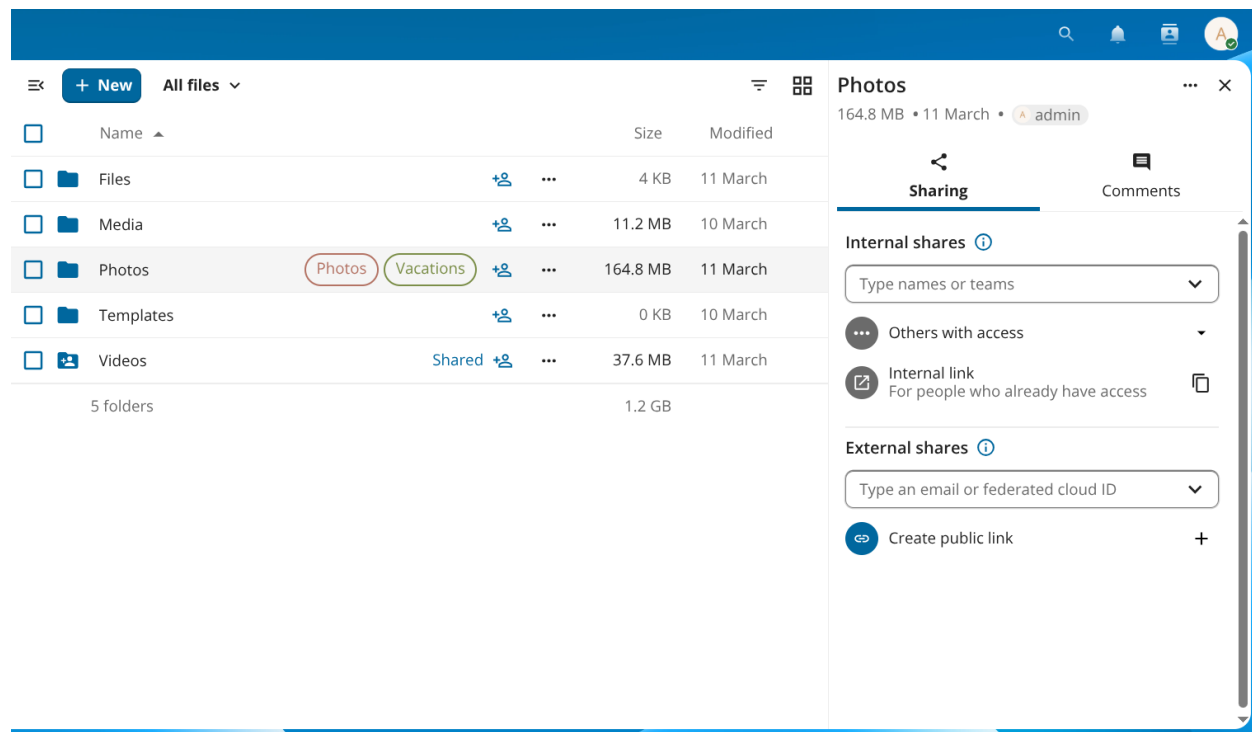 A
+ New All files
Name Size Modified
Files 4 KB 11 March
Media 11.2 MB 10 March
Photos Photos Vacations 164.8 MB 11 March
Templates 0 KB 10 March
Videos Shared 37.6 MB 11 March
5 folders 1.2 GB
Photos
164.8 MB • 11 March • A admin
Sharing Comments
Internal shares
Type names or teams
Others with access
Internal link
For people who already have access
External shares
Type an email or federated cloud ID
Create public link